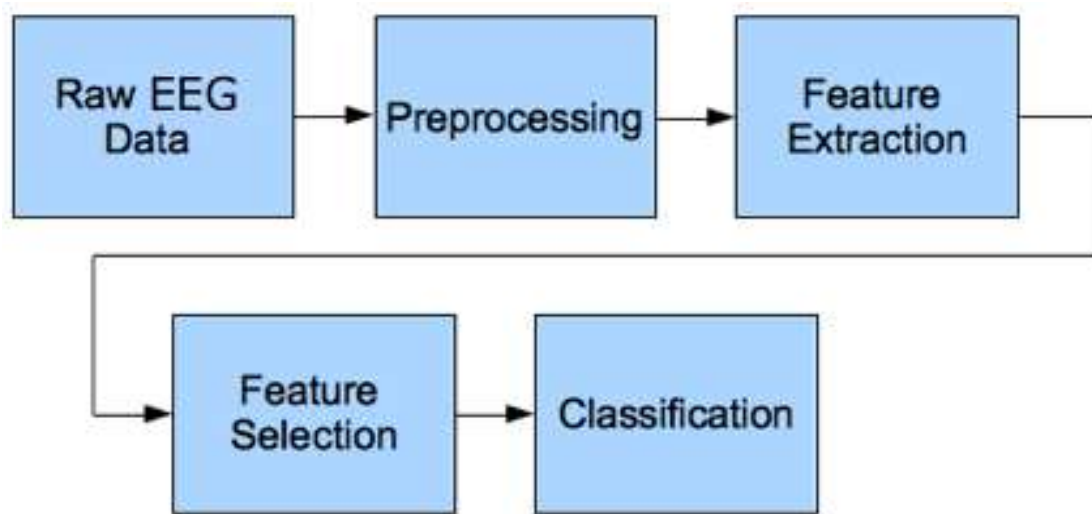 Raw EEG
Data
Preprocessing
Feature
Extraction
Feature
Selection
Classification